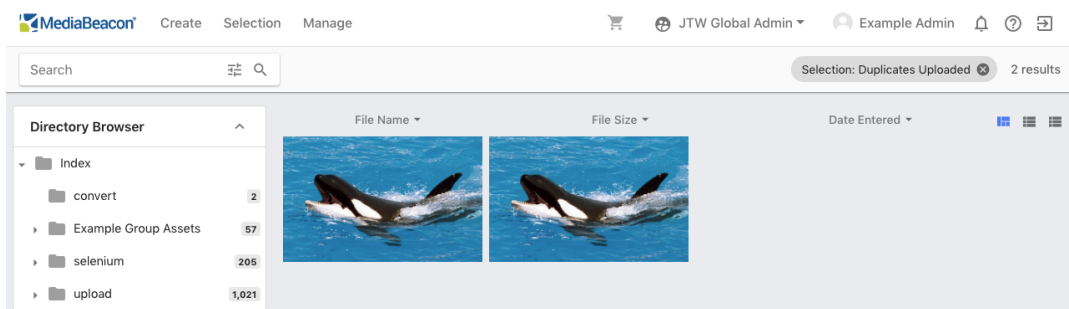 MediaBeacon® Create Selection Manage JTW Global Admin Example Admin
Search Selection: Duplicates Uploaded 2 results
Directory Browser
File Name File Size Date Entered
Index
convert 2
Example Group Assets 57
selenium 205
upload 1,021